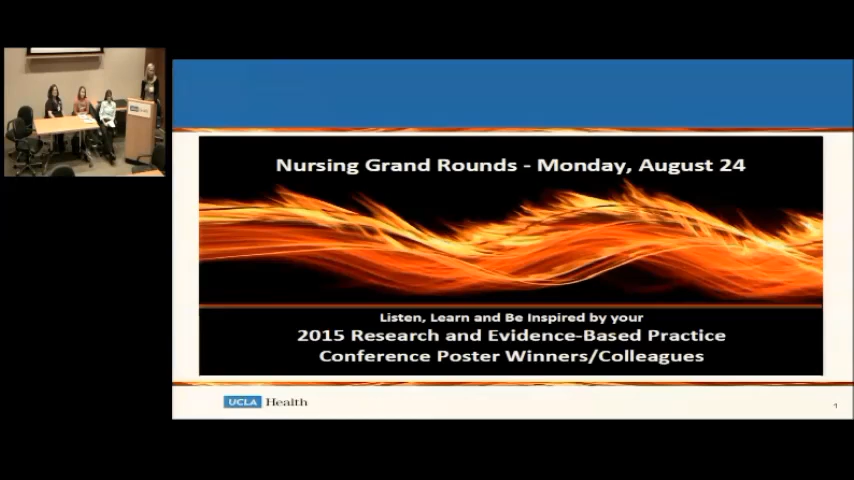 Nursing Grand Rounds - Monday, August 24
Listen, Learn and Be Inspired by your
2015 Research and Evidence-Based Practice
Conference Poster Winners/Colleagues
UCLA Health
1